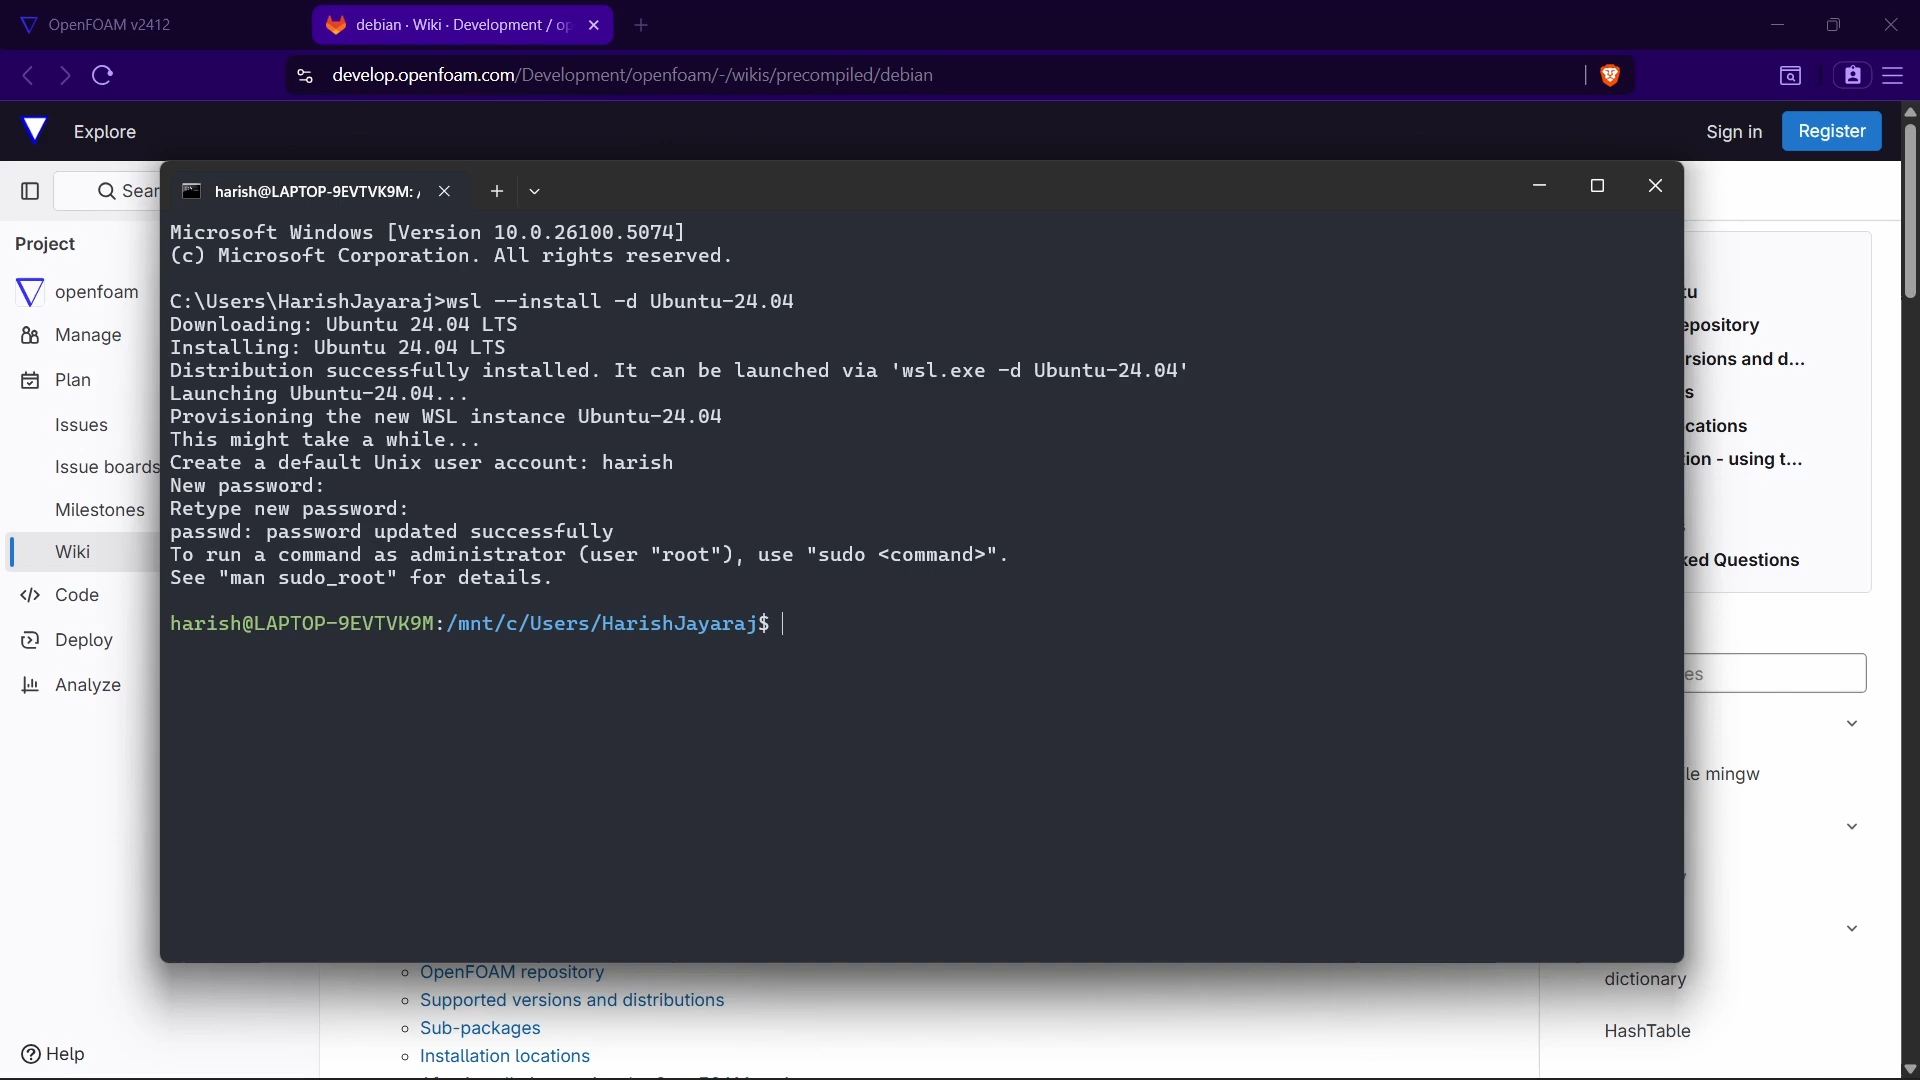 OpenFOAM v2412
debian · Wiki · Development / op
develop.openfoam.com/Development/openfoam/-/wikis/precompiled/debian
Explore
Sign in
Register
Sear
harish@LAPTOP-9EVTVK9M: /
Project
openfoam
Manage
Plan
Issues
Issue boards
Milestones
Wiki
Code
Deploy
Analyze
Help
Microsoft Windows [Version 10.0.26100.5074]
(c) Microsoft Corporation. All rights reserved.
C:\Users\HarishJayaraj>wsl --install -d Ubuntu-24.04
Downloading: Ubuntu 24.04 LTS
Installing: Ubuntu 24.04 LTS
Distribution successfully installed. It can be launched via 'wsl.exe -d Ubuntu-24.04'
Launching Ubuntu-24.04...
Provisioning the new WSL instance Ubuntu-24.04
This might take a while...
Create a default Unix user account: harish
New password:
Retype new password:
passwd: password updated successfully
To run a command as administrator (user "root"), use "sudo <command>".
See "man sudo_root" for details.
harish@LAPTOP-9EVTVK9M:/mnt/c/Users/HarishJayaraj$
tu
epository
rsions and d...
s
cations
tion - using t...
ked Questions
es
le mingw
dictionary
HashTable
OpenFOAM repository
Supported versions and distributions
Sub-packages
Installation locations